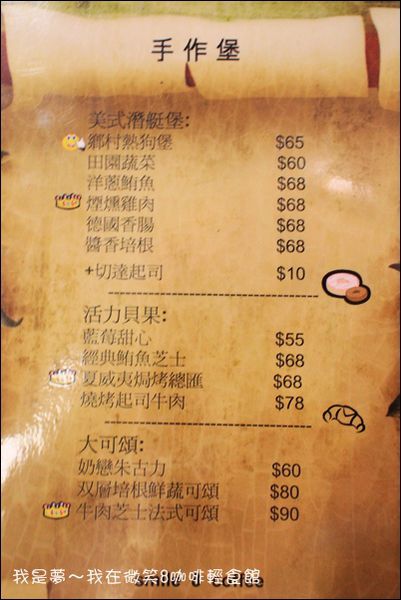 手作堡
美式潛艇堡:
鄉村熱狗堡 $65
田園蔬菜 $60
洋蔥鮪魚 $68
煙燻雞肉 $68
德國香腸 $68
醬香培根 $68
+切達起司 $10
活力貝果:
藍莓甜心 $55
經典鮪魚芝士 $68
夏威夷焗烤總匯 $68
燒烤起司牛肉 $78
大可頌:
奶戀朱古力 $60
双層培根鮮蔬可頌 $80
牛肉芝士法式可頌 $90
我是夢~我在微笑8咖啡輕食館